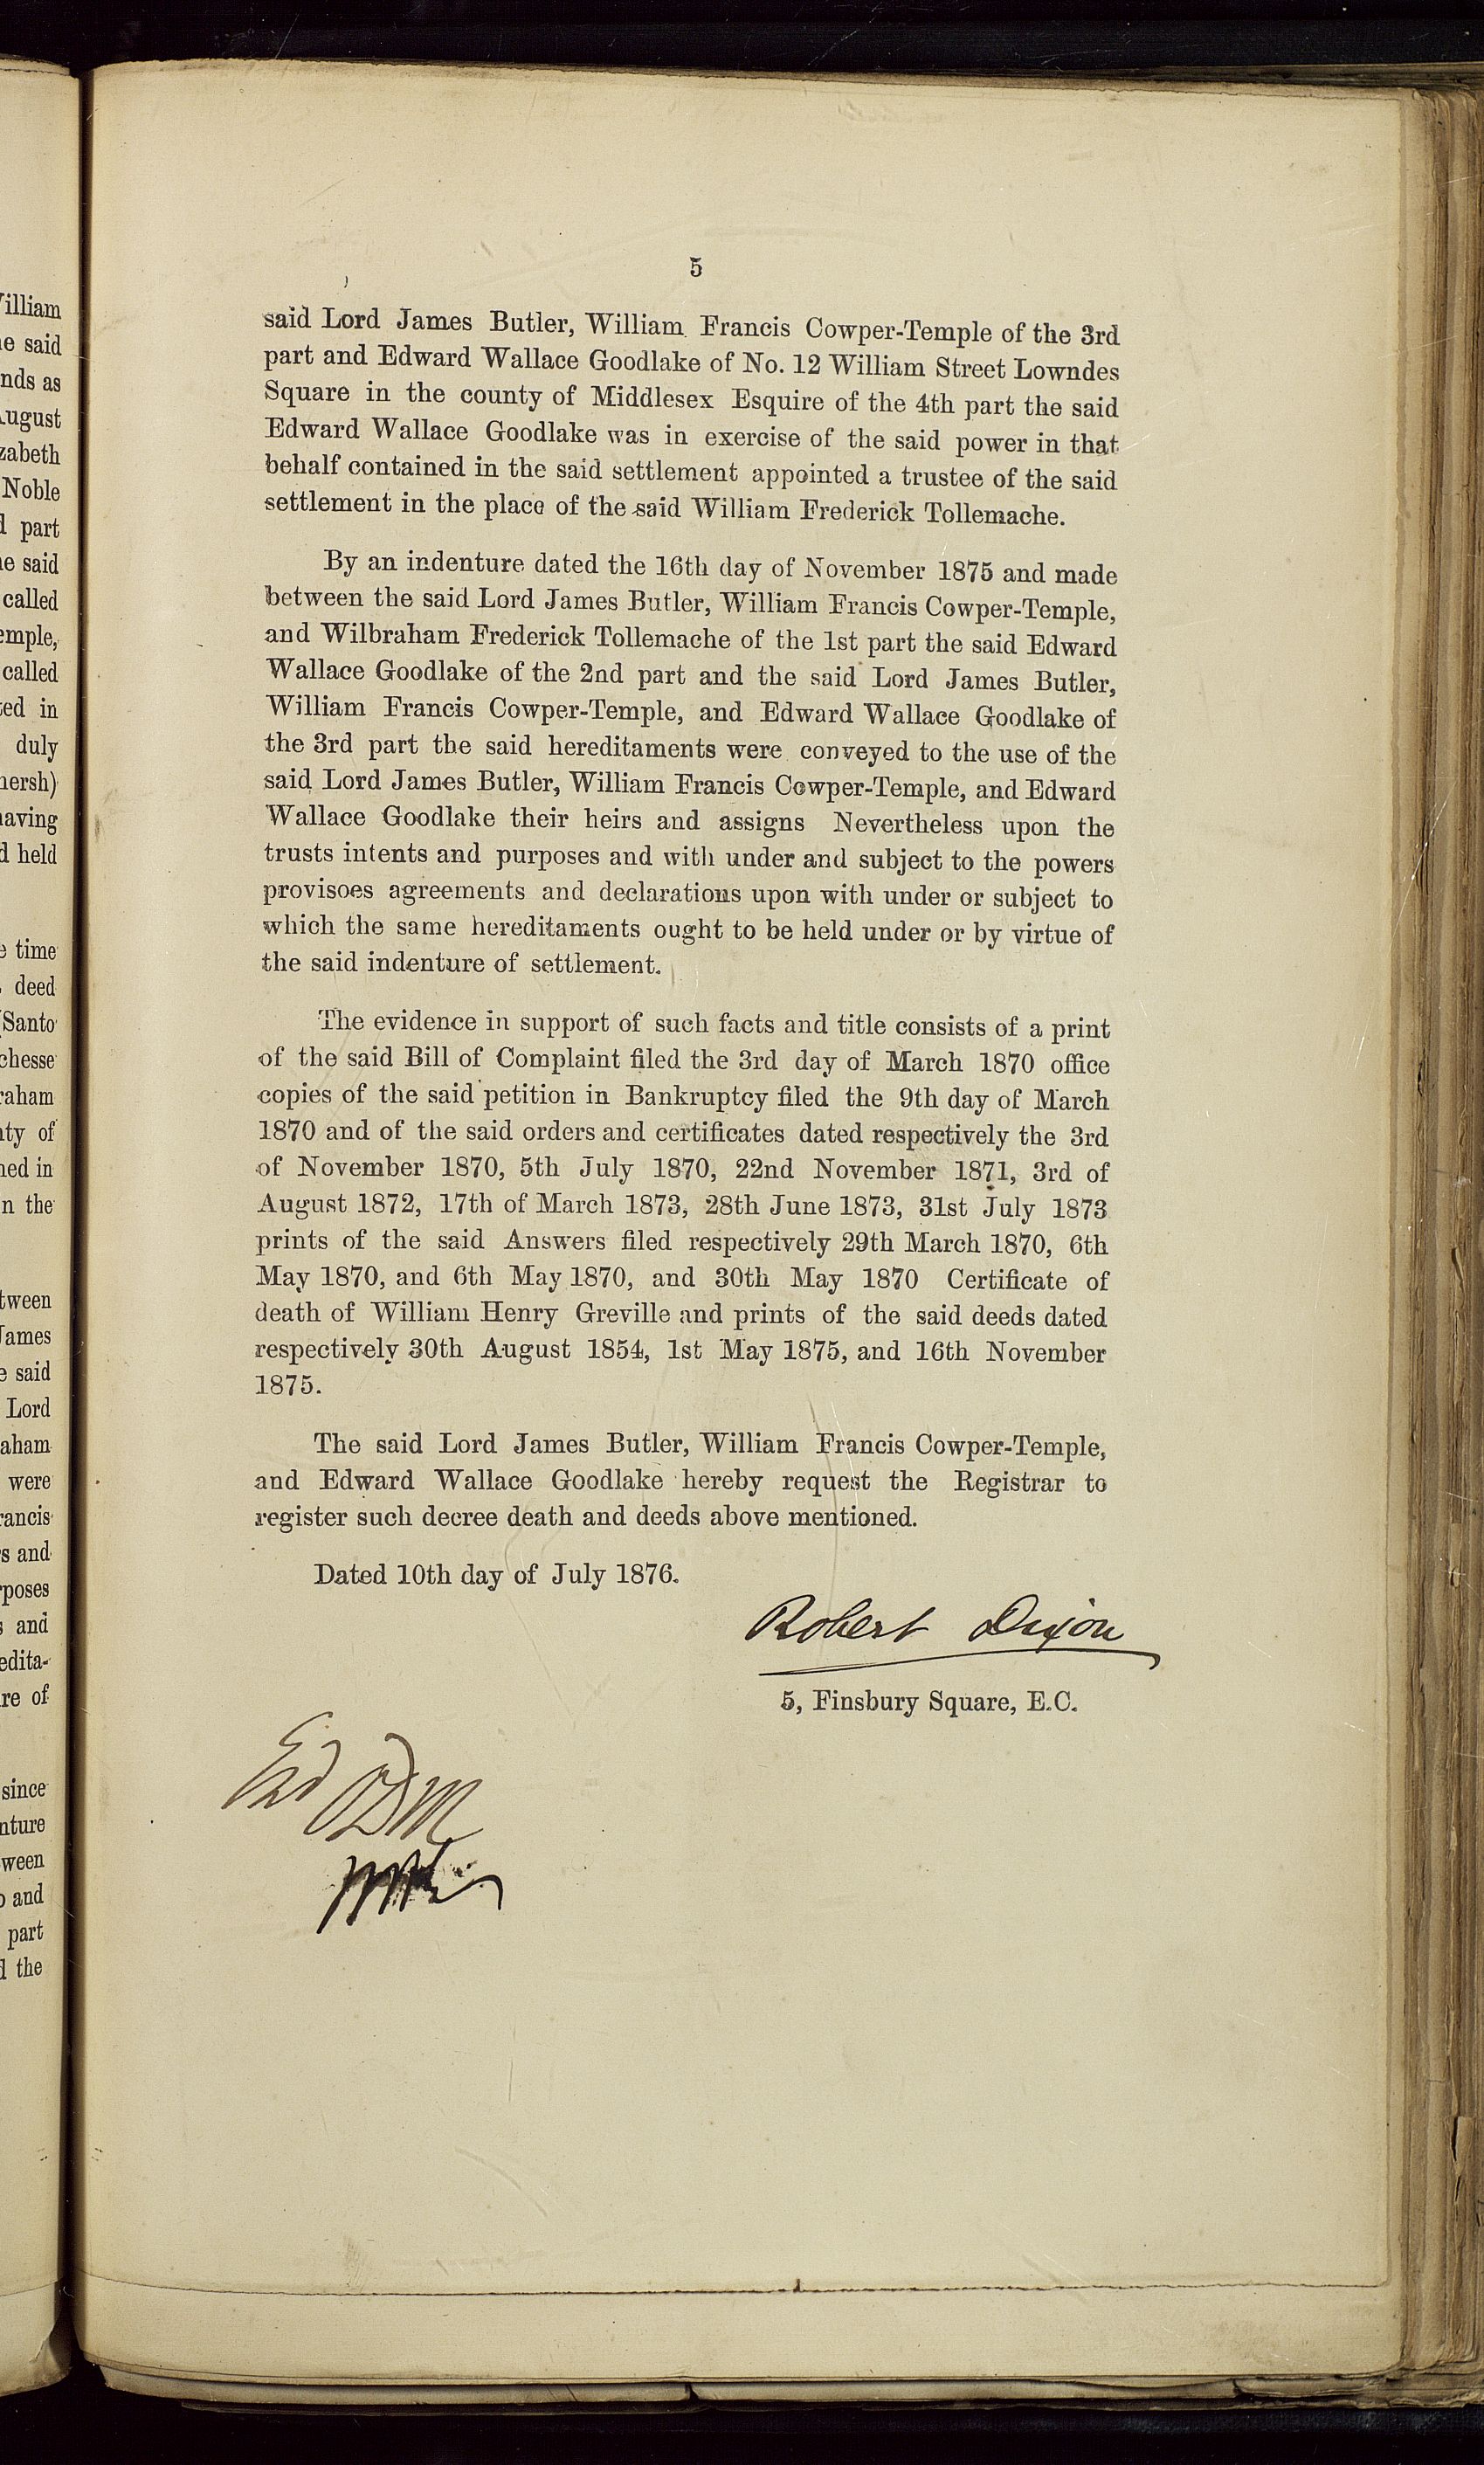 5
said Lord James Butler, William Francis Cowper-Temple of the 3rd
part and Edward Wallace Goodlake of No. 12 William Street Lowndes
Square in the county of Middlesex Esquire of the 4th part the said
Edward Wallace Goodlake was in exercise of the said power in that
behalf contained in the said settlement appointed a trustee of the said
settlement in the place of the said William Frederick Tollemache.
By an indenture dated the 16th day of November 1875 and made
between the said Lord James Butler, William Francis Cowper-Temple,
and Wilbraham Frederick Tollemache of the 1st part the said Edward
Wallace Goodlake of the 2nd part and the said Lord James Butler,
William Francis Cowper-Temple, and Edward Wallace Goodlake of
the 3rd part the said hereditaments were conveyed to the use of the
said Lord James Butler, William Francis Cowper-Temple, and Edward
Wallace Goodlake their heirs and assigns Nevertheless upon the
trusts intents and purposes and with under and subject to the powers
provisoes agreements and declarations upon with under or subject to
which the same hereditaments ought to be held under or by virtue of
the said indenture of settlement.
The evidence in support of such facts and title consists of a print
of the said Bill of Complaint filed the 3rd day of March 1870 office
copies of the said petition in Bankruptcy filed the 9th day of March
1870 and of the said orders and certificates dated respectively the 3rd
of November 1870, 5th July 1870, 22nd November 1871, 3rd of
August 1872, 17th of March 1873, 28th June 1873, 31st July 1873
prints of the said Answers filed respectively 29th March 1870, 6th
May 1870, and 6th May 1870, and 30th May 1870 Certificate of
death of William Henry Greville and prints of the said deeds dated
respectively 30th August 1854, 1st May 1875, and 16th November
1875.
The said Lord James Butler, William Francis Cowper-Temple,
and Edward Wallace Goodlake hereby request the Registrar to
register such decree death and deeds above mentioned.
Dated 10th day of July 1876.
Robert Dixon
5, Finsbury Square, E.C.